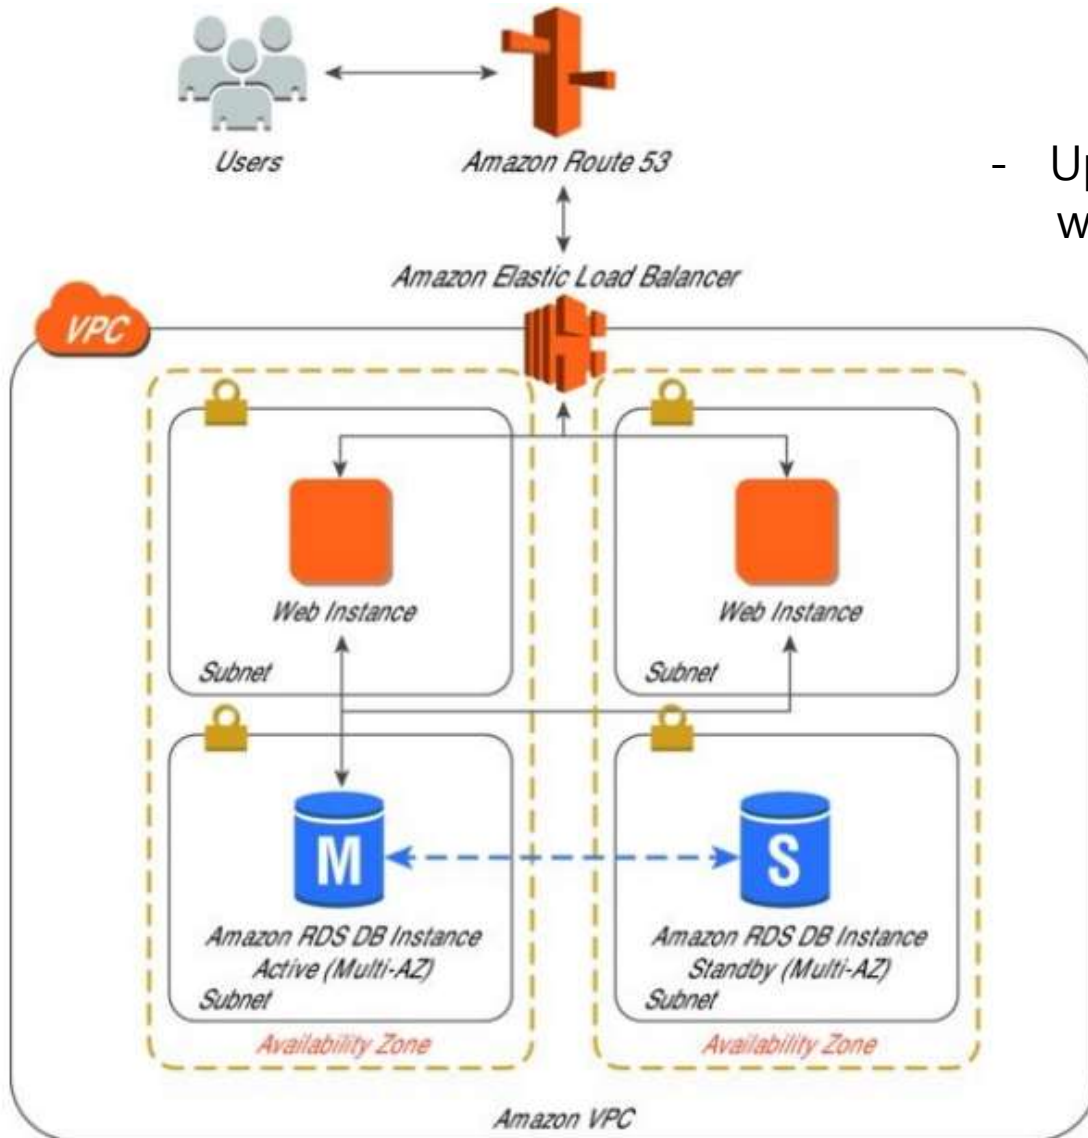 Users
Amazon Route 53
- Up
w
Amazon Elastic Load Balancer
VPC
Web Instance
Web Instance
Subnet
Subnet
M
S
Amazon RDS DB Instance
Active (Multi-AZ)
Amazon RDS DB Instance
Standby (Multi-AZ)
Subnet
Subnet
Availability Zone
Availability Zone
Amazon VPC